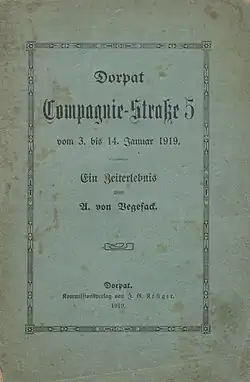 Dorpat
Compagnie-Straße 5
vom 3. bis 14. Januar 1919.
Ein Zeiterlebnis
von
A. von Vegesack.
Dorpat.
Kommissionsverlag von J. G. Krüger.
1919.